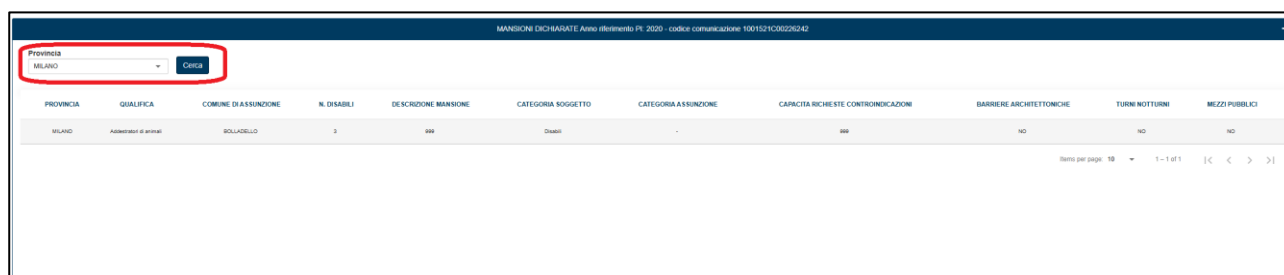 MANSIONI DICHIARATE Anno riferimento PI: 2020 - codice comunicazione 1001521C00226242
Provincia
MILANO Cerca
PROVINCIA QUALIFICA COMUNE DI ASSUNZIONE N. DISABILI DESCRIZIONE MANSIONE CATEGORIA SOGGETTO CATEGORIA ASSUNZIONE CAPACITA RICHIESTE CONTROINDICAZIONI BARRIERE ARCHITETTONICHE TURNI NOTTURNI MEZZI PUBBLICI
MILANO Addestratori di animali BOLLADELLO 3 999 Disabili - 999 NO NO NO
Items per page: 10 1 – 1 of 1